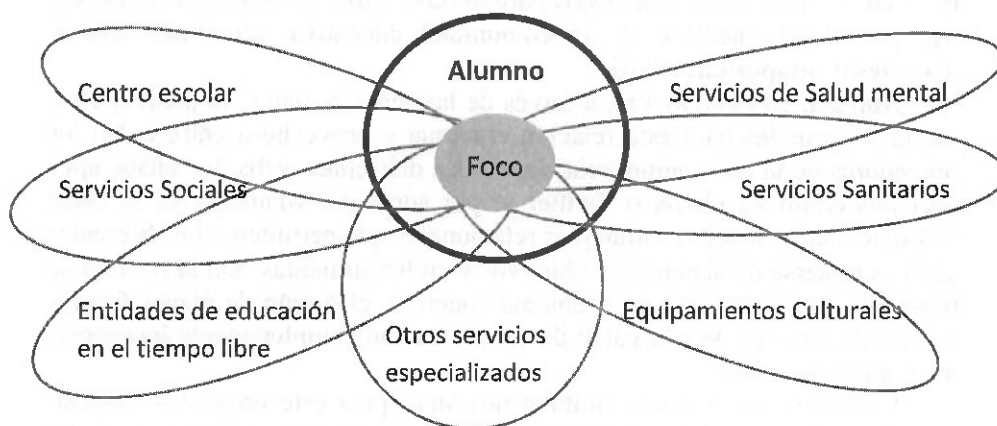 Alumno
Centro escolar
Servicios de Salud mental
Foco
Servicios Sociales
Servicios Sanitarios
Entidades de educación
en el tiempo libre
Otros servicios
especializados
Equipamientos Culturales